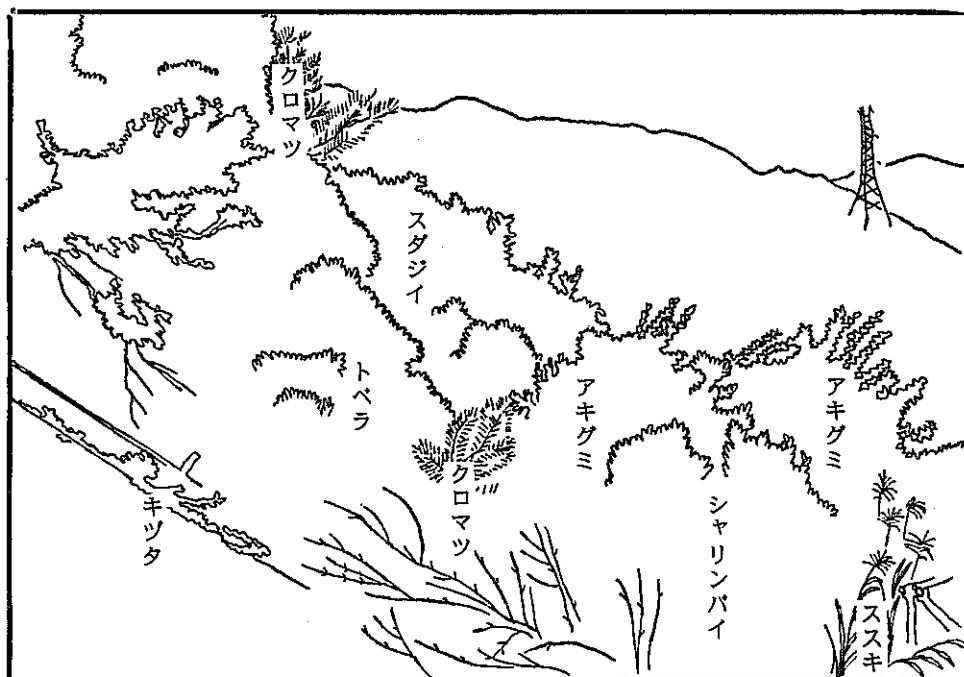 クロマツ
スダジイ
トベラ
アキグミ
アキグミ
クロマツ
キヅタ
シャリンバイ
ススキ